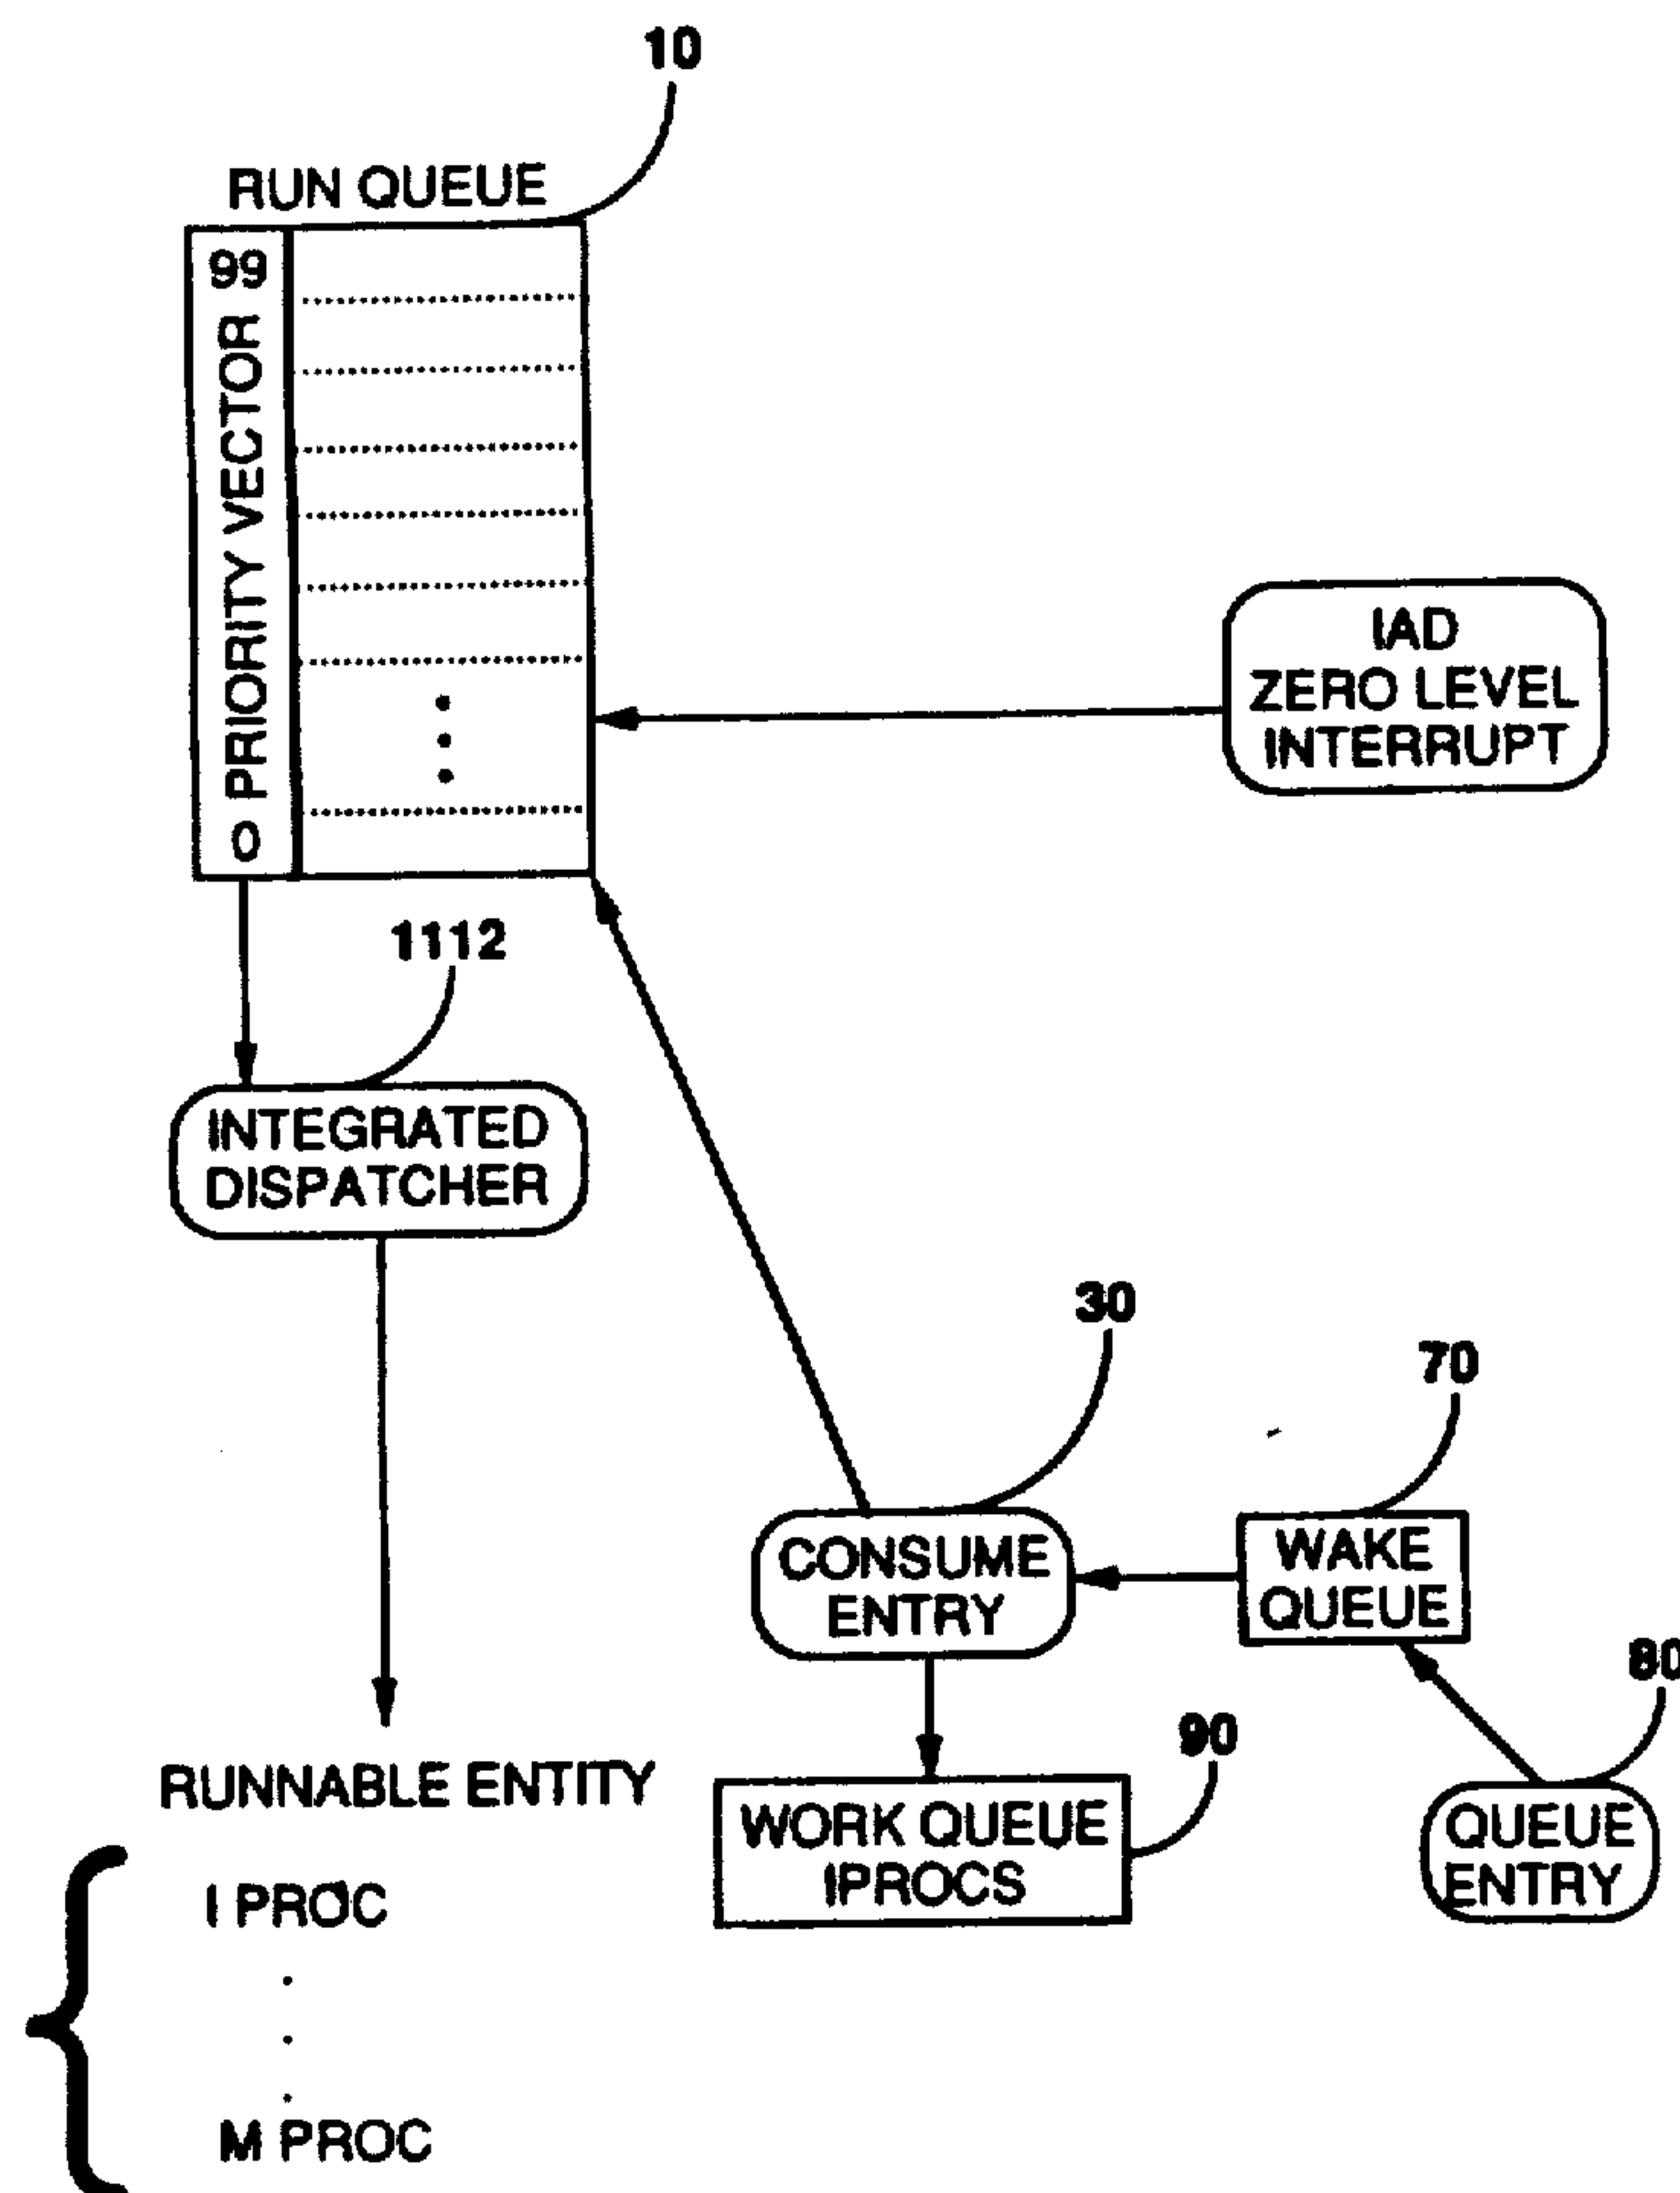 10
RUN QUEUE
0 PRIORITY VECTOR 99
IAD
ZERO LEVEL
INTERRUPT
1112
INTEGRATED
DISPATCHER
30
70
CONSUME
ENTRY
WAKE
QUEUE
80
90
RUNNABLE ENTITY
WORK QUEUE
IPROCS
QUEUE
ENTRY
I PROC
M PROC